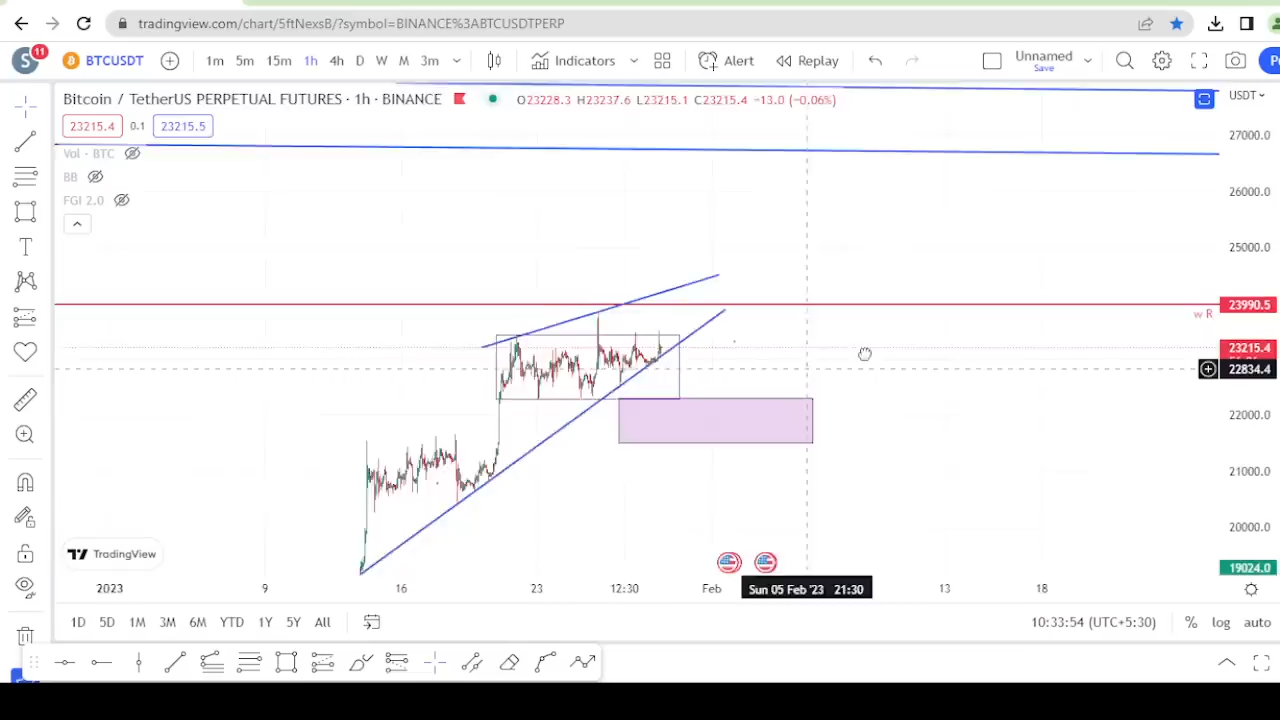 tradingview.com/chart/5ftNexsB/?symbol=BINANCE%3ABTCUSDTPERP
S 11 BTCUSDT 1m 5m 15m 1h 4h D W M 3m Indicators Alert Replay Unnamed Save
Bitcoin / TetherUS PERPETUAL FUTURES · 1h · BINANCE O23228.3 H23237.6 L23215.1 C23215.4 −13.0 (−0.06%) USDT
23215.4 0.1 23215.5
27000.0
Vol · BTC
BB
26000.0
FGI 2.0
25000.0
23990.5
w R
23215.4
22834.4
22000.0
21000.0
20000.0
TradingView
19024.0
2023 9 16 23 12:30 Feb Sun 05 Feb '23 21:30 13 18
1D 5D 1M 3M 6M YTD 1Y 5Y All 10:33:54 (UTC+5:30) % log auto